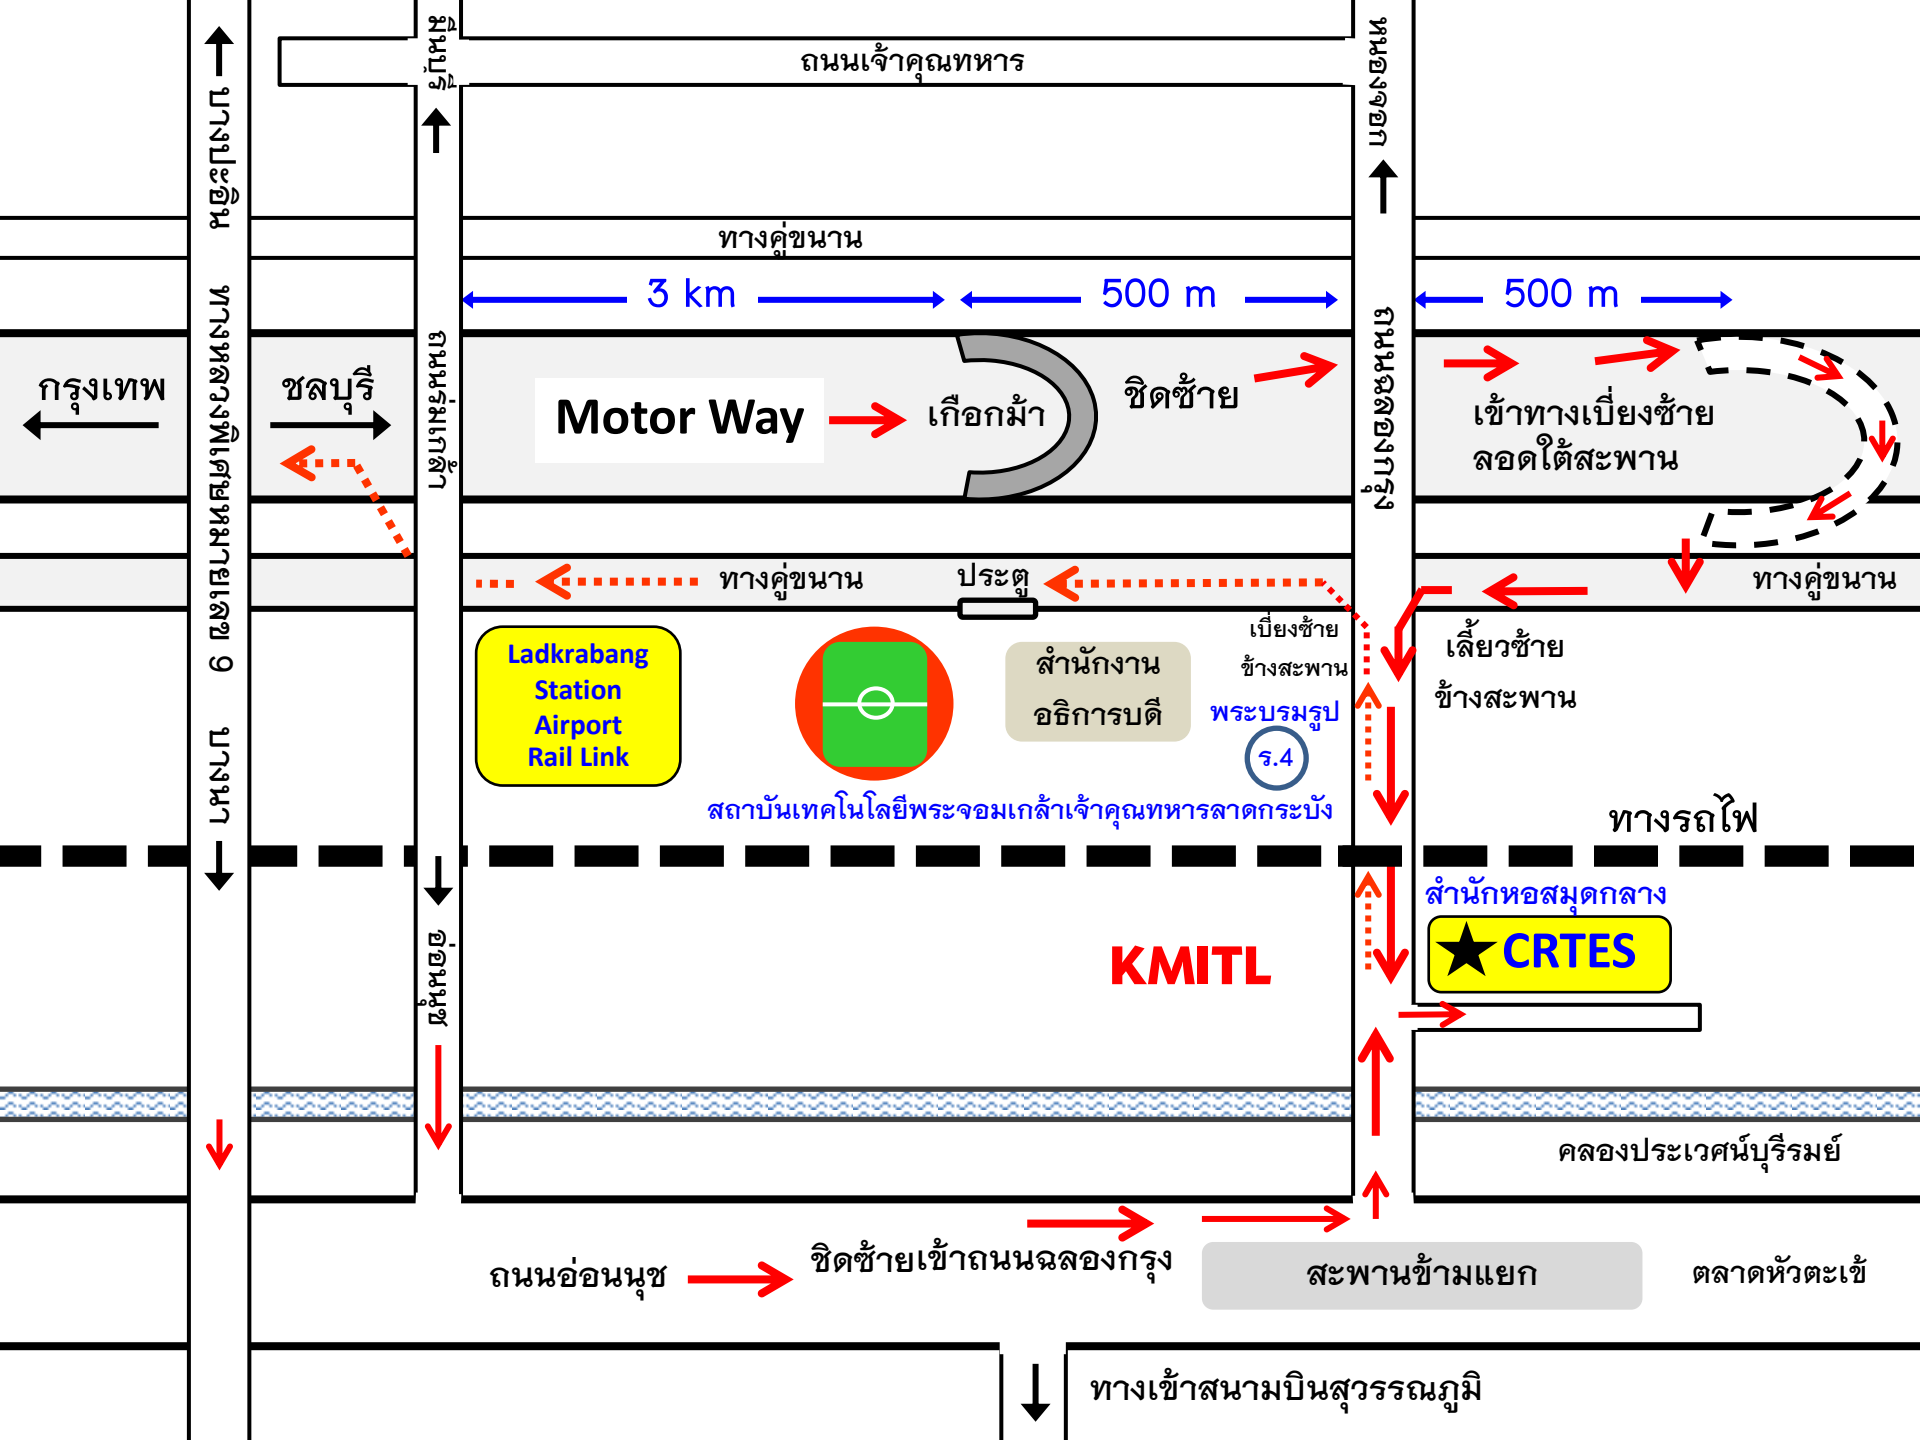 มีนบุรี
หนองจอก
ถนนเจ้าคุณทหาร
บางปะอิน
ทางคู่ขนาน
3 km
500 m
500 m
ทางหลวงพิเศษหมายเลข 9
ถนนร่มเกล้า
ถนนฉลองกรุง
กรุงเทพ
ชลบุรี
Motor Way
เกือกม้า
ชิดซ้าย
เข้าทางเบี่ยงซ้าย
ลอดใต้สะพาน
ทางคู่ขนาน
ประตู
ทางคู่ขนาน
Ladkrabang
Station
Airport
Rail Link
สำนักงาน
อธิการบดี
เบี่ยงซ้าย
ข้างสะพาน
เลี้ยวซ้าย
ข้างสะพาน
พระบรมรูป
ร.4
บางนา
สถาบันเทคโนโลยีพระจอมเกล้าเจ้าคุณทหารลาดกระบัง
ทางรถไฟ
สำนักหอสมุดกลาง
CRTES
KMITL
อ่อนนุช
คลองประเวศน์บุรีรมย์
ถนนอ่อนนุช
ชิดซ้ายเข้าถนนฉลองกรุง
สะพานข้ามแยก
ตลาดหัวตะเข้
ทางเข้าสนามบินสุวรรณภูมิ